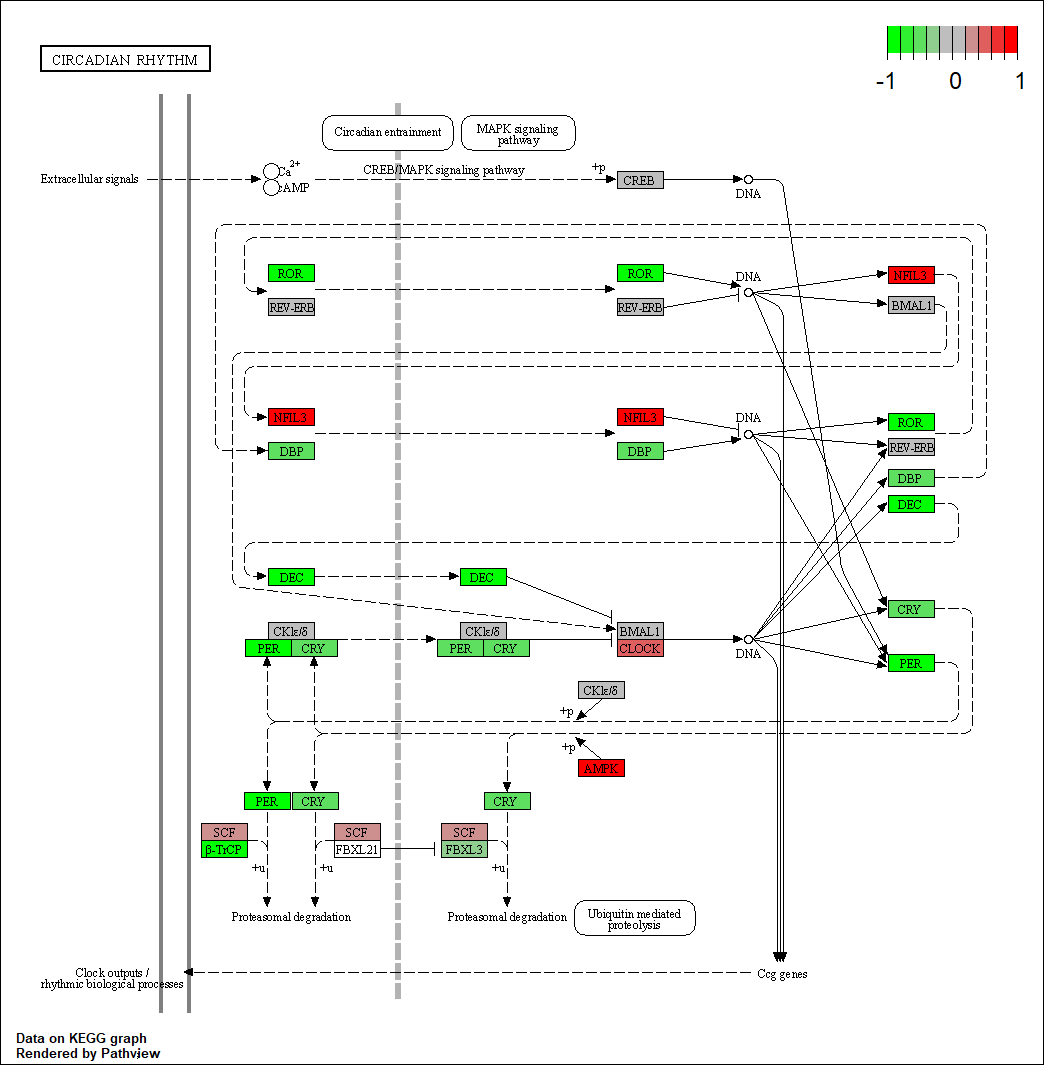 CIRCADIAN RHYTHM
-1 0 1
Circadian entrainment
MAPK signaling
pathway
Extracellular signals
Ca 2+
cAMP
CREB/MAPK signaling pathway
+p
CREB
DNA
ROR
REV-ERB
ROR
REV-ERB
DNA
NFIL3
BMAL1
NFIL3
DBP
NFIL3
DBP
DNA
ROR
REV-ERB
DBP
DEC
DEC
DEC
CKIε/δ
PER CRY
CKIε/δ
PER CRY
BMAL1
CLOCK
DNA
CRY
PER
CKIε/δ
+p
+p
AMPK
PER CRY
CRY
SCF
β-TrCP
+u
SCF
FBXL21
+u
SCF
FBXL3
+u
Proteasomal degradation
Proteasomal degradation
Ubiquitin mediated
proteolysis
Clock outputs /
rhythmic biological processes
Ccg genes
Data on KEGG graph
Rendered by Pathview